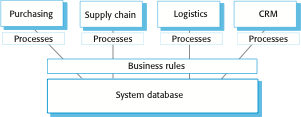 Purchasing
Supply chain
Logistics
CRM
Processes
Processes
Processes
Processes
Business rules
System database